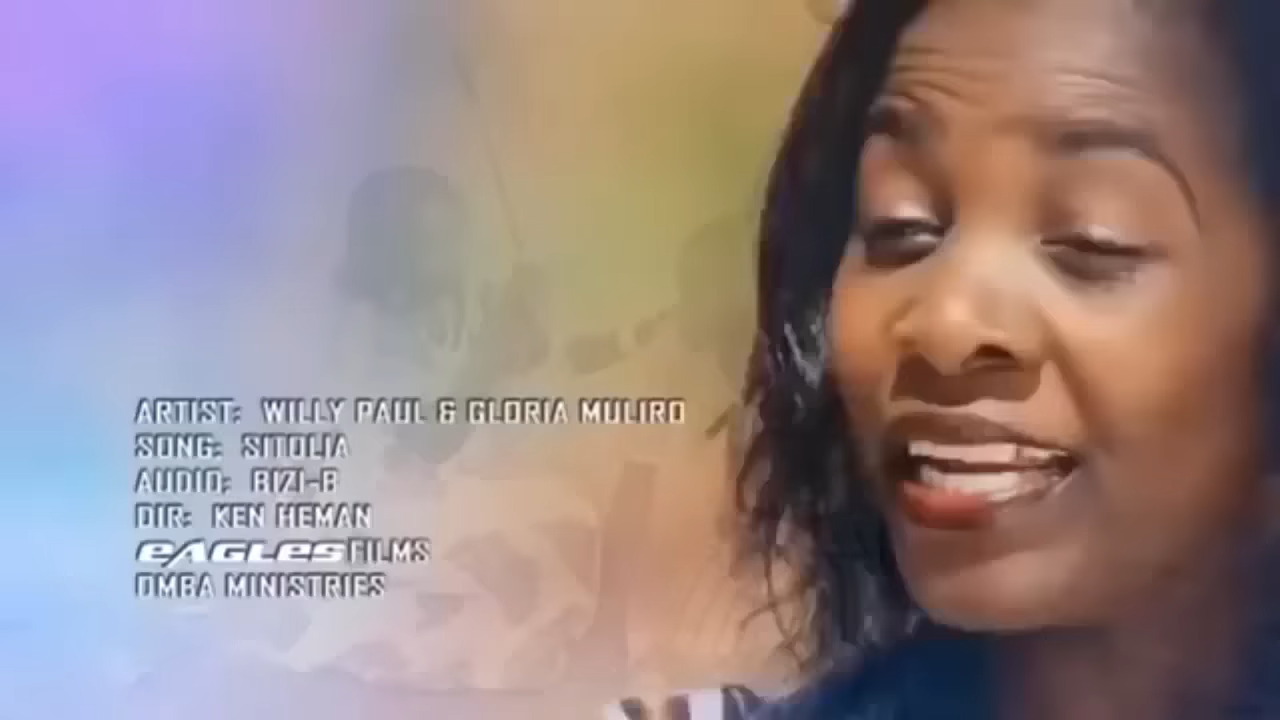 ARTIST: WILLY PAUL & GLORIA MULIRO
SONG: SITOLIA
AUDIO: BIZI-B
DIR: KEN HEMAN
EAGLES FILMS
OMBA MINISTRIES